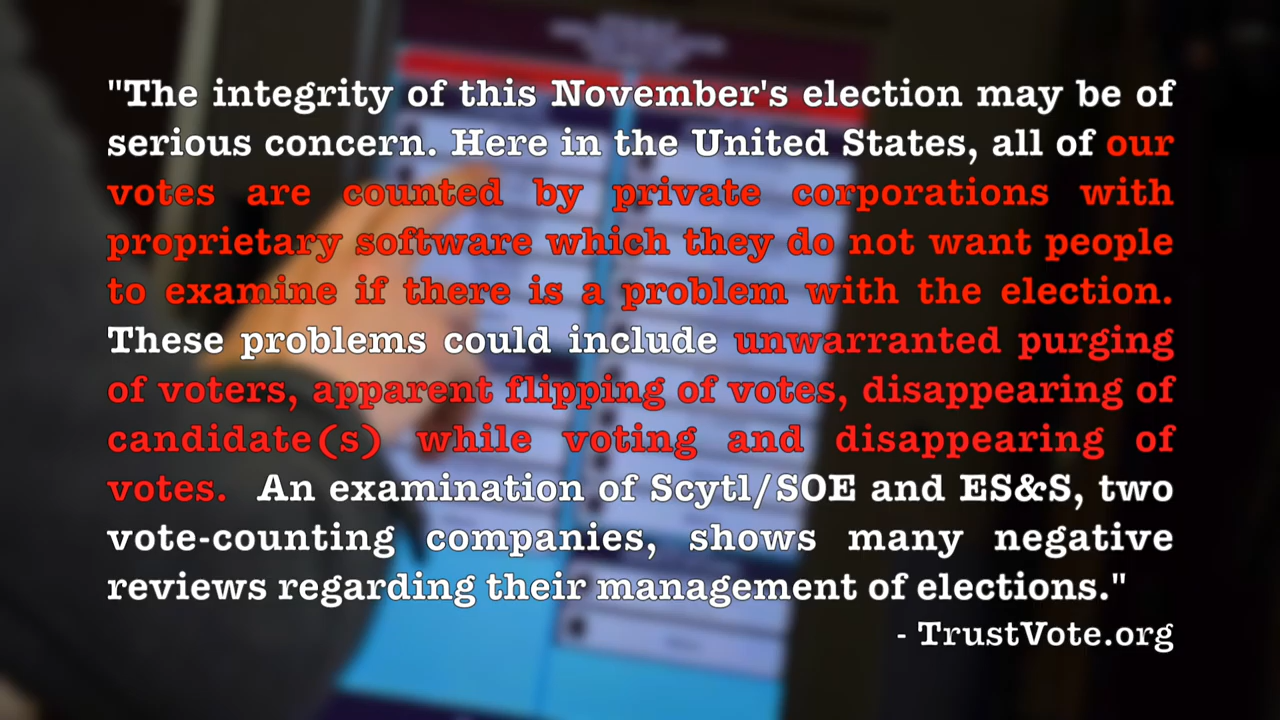 "The integrity of this November's election may be of
serious concern. Here in the United States, all of our
votes are counted by private corporations with
proprietary software which they do not want people
to examine if there is a problem with the election.
These problems could include unwarranted purging
of voters, apparent flipping of votes, disappearing of
candidate(s) while voting and disappearing of
votes.  An examination of Scytl/SOE and ES&S, two
vote-counting companies, shows many negative
reviews regarding their management of elections."
- TrustVote.org